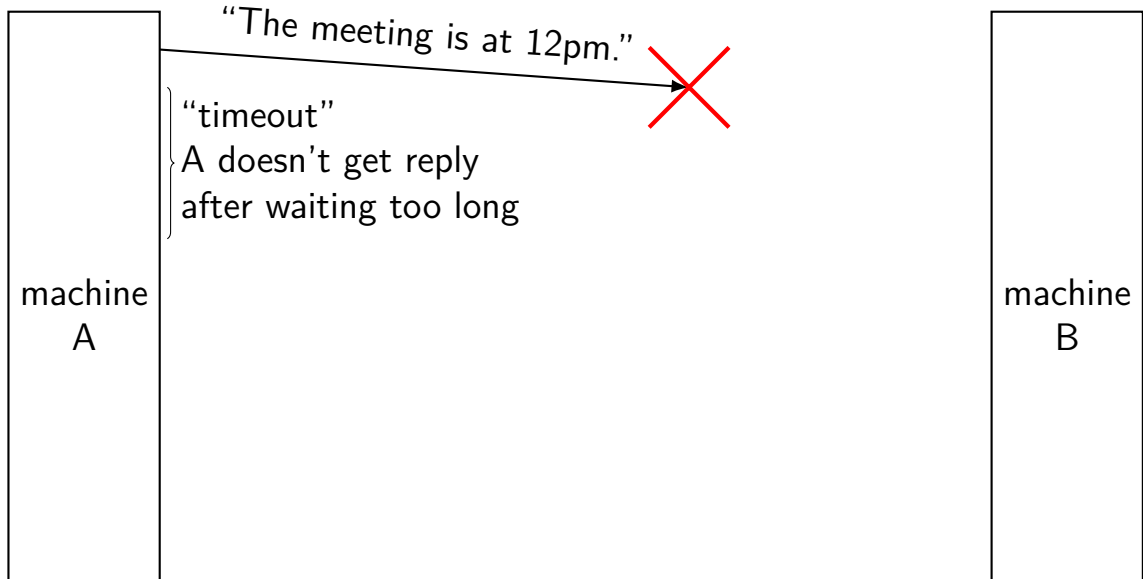 “The meeting is at 12pm.”
“timeout”
A doesn't get reply
after waiting too long
machine
A
machine
B